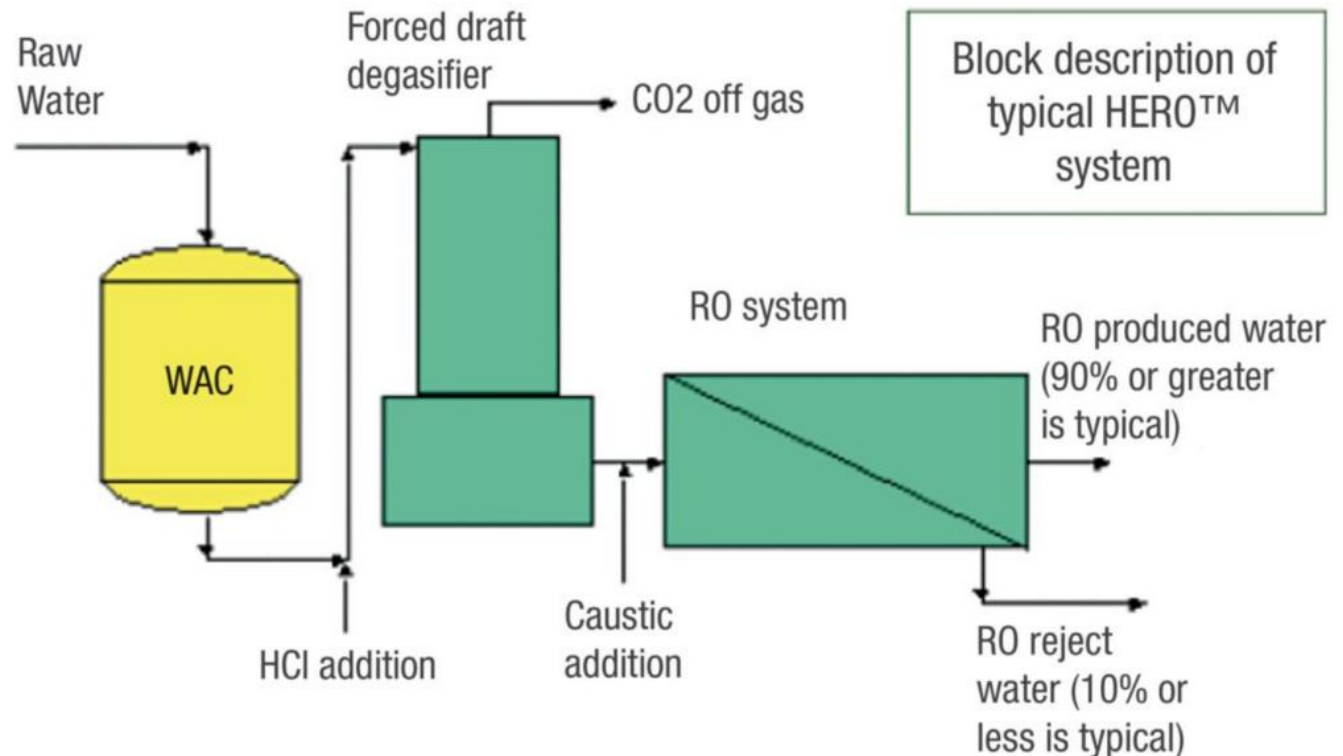 Raw
Water
Forced draft
degasifier
CO2 off gas
Block description of
typical HERO™
system
WAC
RO system
RO produced water
(90% or greater
is typical)
HCl addition
Caustic
addition
RO reject
water (10% or
less is typical)